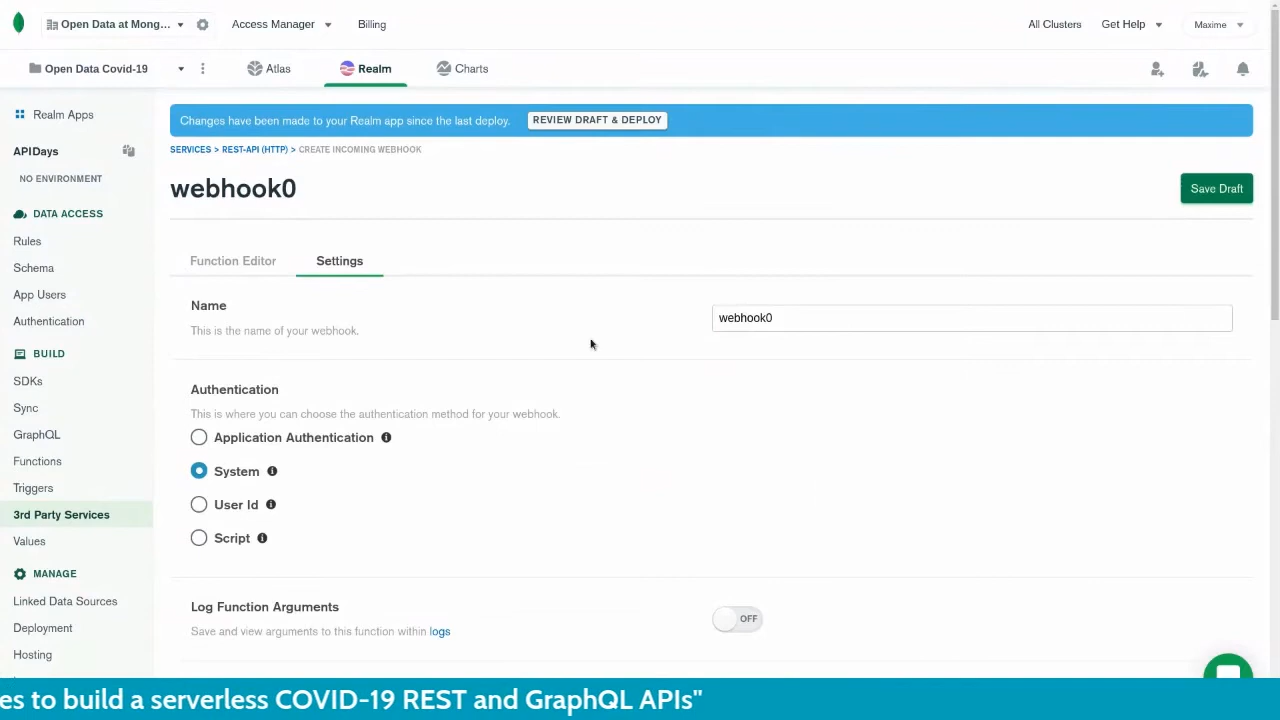 Open Data at Mong... Access Manager Billing All Clusters Get Help Maxime
Open Data Covid-19 Atlas Realm Charts
Realm Apps
APIDays
NO ENVIRONMENT
DATA ACCESS
Rules
Schema
App Users
Authentication
BUILD
SDKs
Sync
GraphQL
Functions
Triggers
3rd Party Services
Values
MANAGE
Linked Data Sources
Deployment
Hosting
Changes have been made to your Realm app since the last deploy. REVIEW DRAFT & DEPLOY
SERVICES > REST-API (HTTP) > CREATE INCOMING WEBHOOK
webhook0 Save Draft
Function Editor Settings
Name
This is the name of your webhook.
webhook0
Authentication
This is where you can choose the authentication method for your webhook.
Application Authentication
System
User Id
Script
Log Function Arguments
Save and view arguments to this function within logs
OFF
es to build a serverless COVID-19 REST and GraphQL APIs"